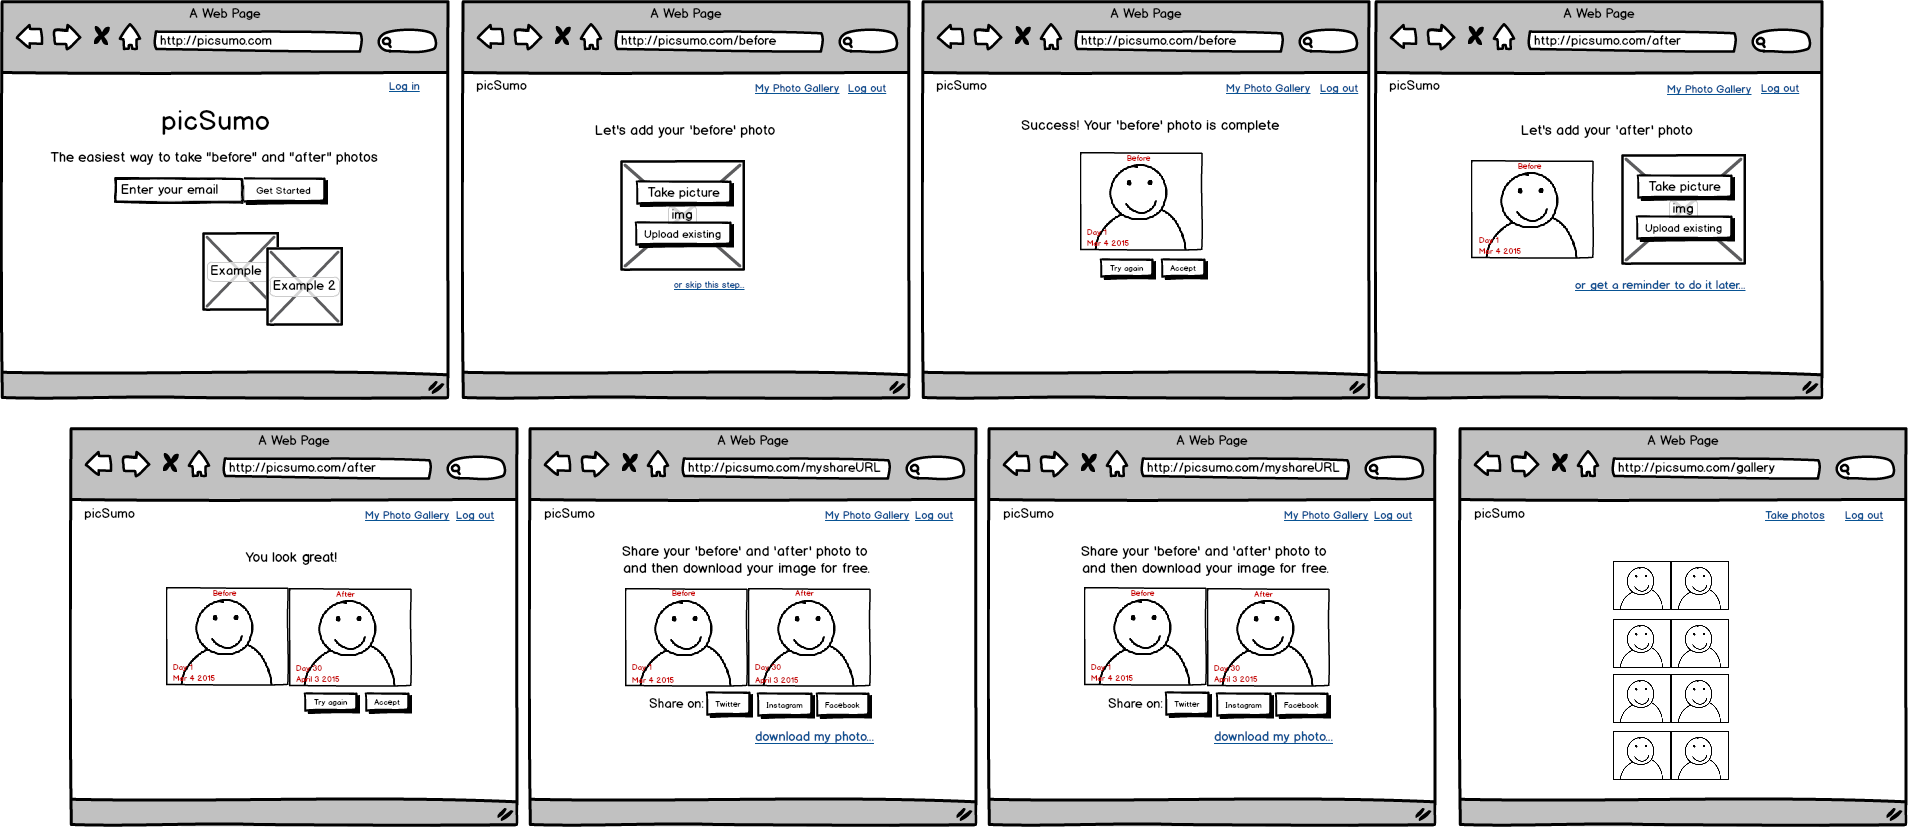 A Web Page
http://picsumo.com
Log in
picSumo
The easiest way to take "before" and "after" photos
Enter your email
Get Started
Example
Example 2
A Web Page
http://picsumo.com/before
picSumo
My Photo Gallery Log out
Let's add your 'before' photo
Take picture
img
Upload existing
or skip this step..
A Web Page
http://picsumo.com/before
picSumo
My Photo Gallery Log out
Success! Your 'before' photo is complete
Before
Day 1
Mar 4 2015
Try again
Accept
A Web Page
http://picsumo.com/after
picSumo
My Photo Gallery Log out
Let's add your 'after' photo
Before
Day 1
Mar 4 2015
Take picture
img
Upload existing
or get a reminder to do it later...
A Web Page
http://picsumo.com/after
picSumo
My Photo Gallery Log out
You look great!
Before
After
Day 1
Mar 4 2015
Day 30
April 3 2015
Try again
Accept
A Web Page
http://picsumo.com/myshareURL
picSumo
My Photo Gallery Log out
Share your 'before' and 'after' photo to
and then download your image for free.
Before
After
Day 1
Mar 4 2015
Day 30
April 3 2015
Share on: Twitter Instagram Facebook
download my photo...
A Web Page
http://picsumo.com/myshareURL
picSumo
My Photo Gallery Log out
Share your 'before' and 'after' photo to
and then download your image for free.
Before
After
Day 1
Mar 4 2015
Day 30
April 3 2015
Share on: Twitter Instagram Facebook
download my photo...
A Web Page
http://picsumo.com/gallery
picSumo
Take photos Log out